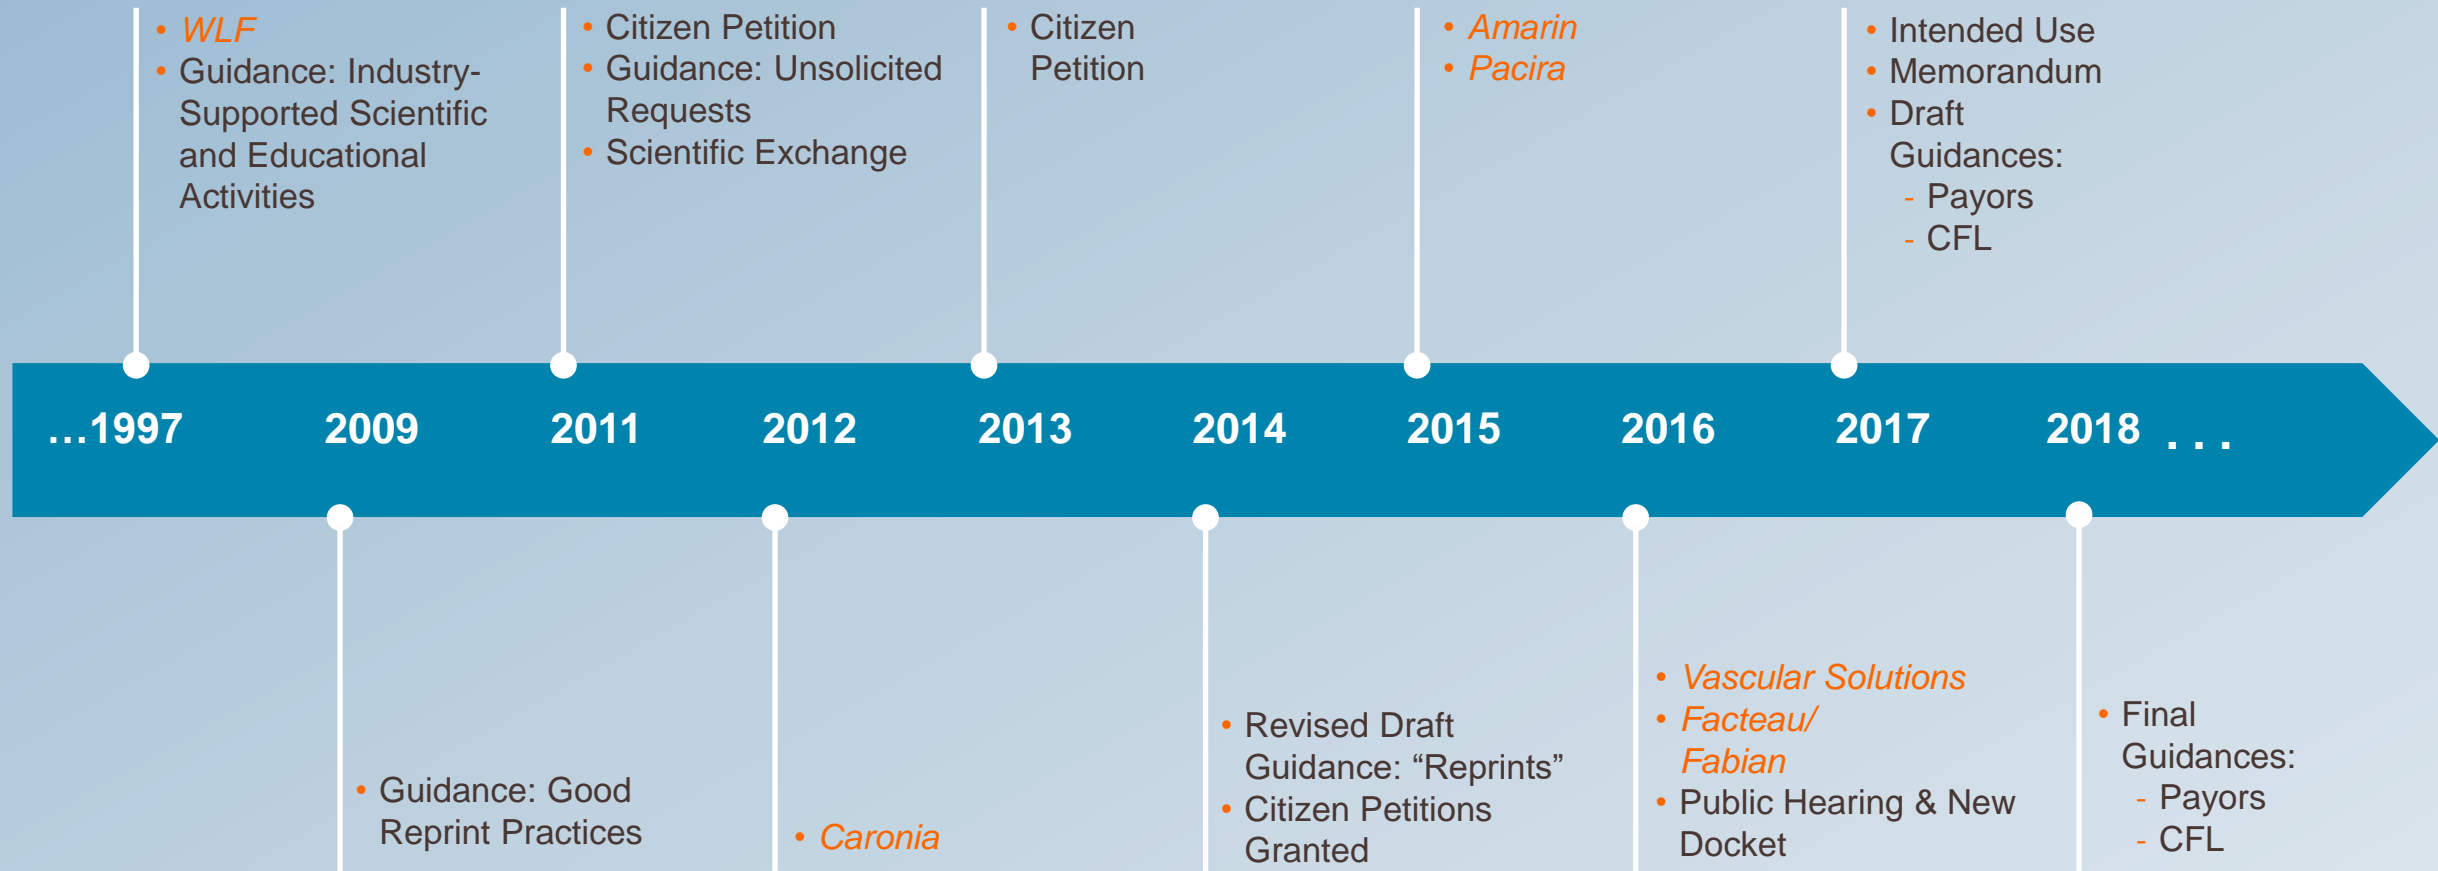 • WLF
• Guidance: Industry-
Supported Scientific
and Educational
Activities
• Citizen Petition
• Guidance: Unsolicited
Requests
• Scientific Exchange
• Citizen
Petition
• Amarin
• Pacira
• Intended Use
• Memorandum
• Draft
Guidances:
- Payors
- CFL
...1997 2009 2011 2012 2013 2014 2015 2016 2017 2018 ...
• Guidance: Good
Reprint Practices
• Caronia
• Revised Draft
Guidance: “Reprints”
• Citizen Petitions
Granted
• Vascular Solutions
• Facteau/
Fabian
• Public Hearing & New
Docket
• Final
Guidances:
- Payors
- CFL